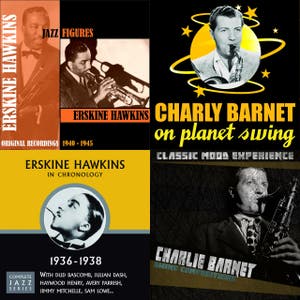 ERSKINE HAWKINS
JAZZ FIGURES
ERSKINE HAWKINS
ORIGINAL RECORDINGS 1940 - 1945
CHARLY BARNET
on planet swing
ERSKINE HAWKINS
IN CHRONOLOGY
1936-1938
COMPLETE
JAZZ SERIES
WITH DUD BASCOMB, JULIAN DASH,
HAYWOOD HENRY, AVERY PARRISH,
JIMMY MITCHELLE, SAM LOWE...
CLASSIC MOOD EXPERIENCE
CHARLIE BARNET